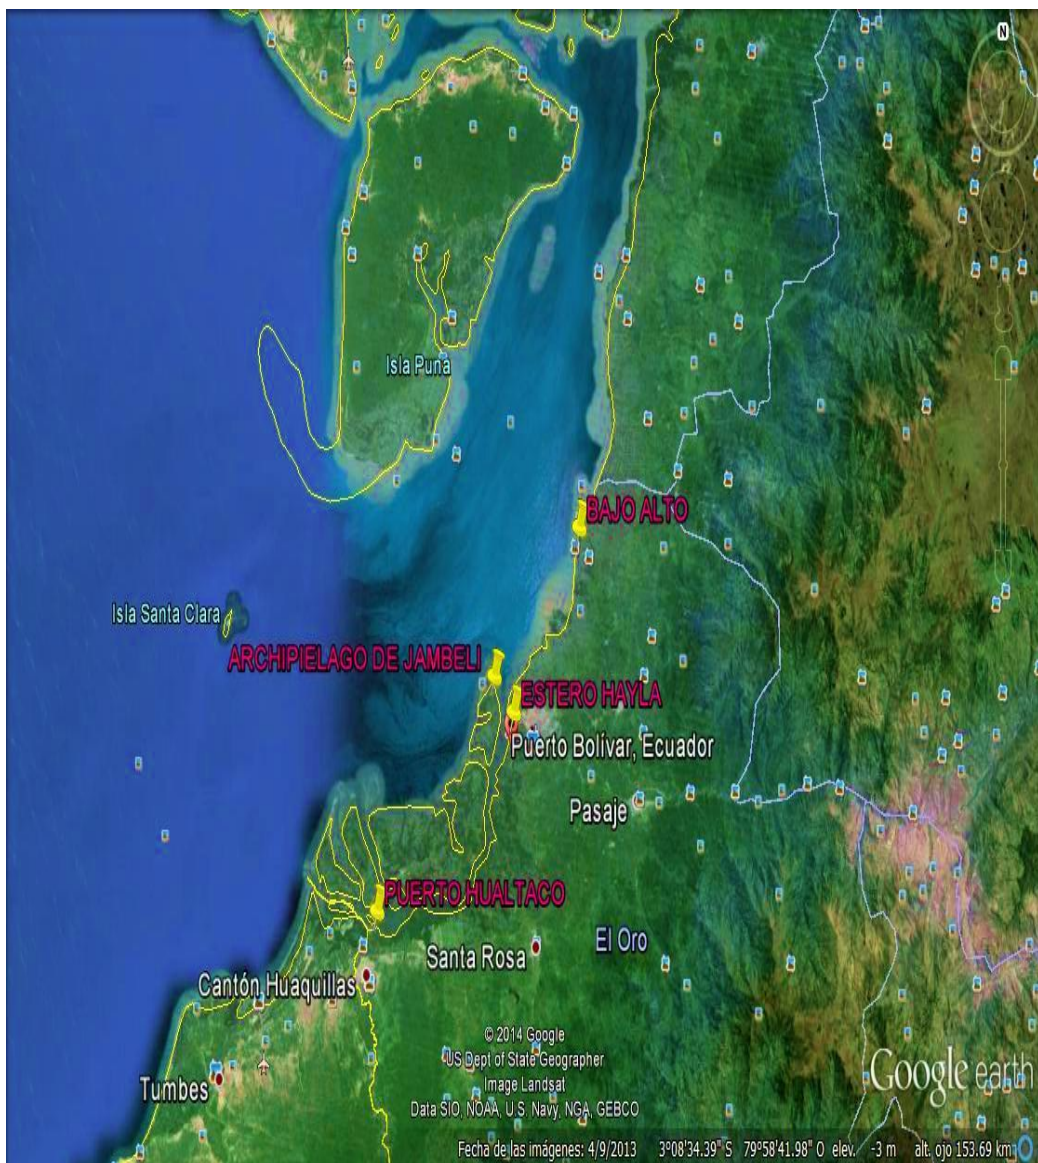 N
Isla Puna
BAJO ALTO
Isla Santa Clara
ARCHIPIELAGO DE JAMBELI
ESTERO HAYLA
Puerto Bolívar, Ecuador
Pasaje
PUERTO HUALTACO
Santa Rosa
El Oro
Cantón Huaquillas
Tumbes
© 2014 Google
US Dept of State Geographer
Image Landsat
Data SIO, NOAA, U.S. Navy, NGA, GEBCO
Google earth
Fecha de las imágenes: 4/9/2013 3°08'34.39" S 79°58'41.98" O elev. -3 m alt. ojo 153.69 km